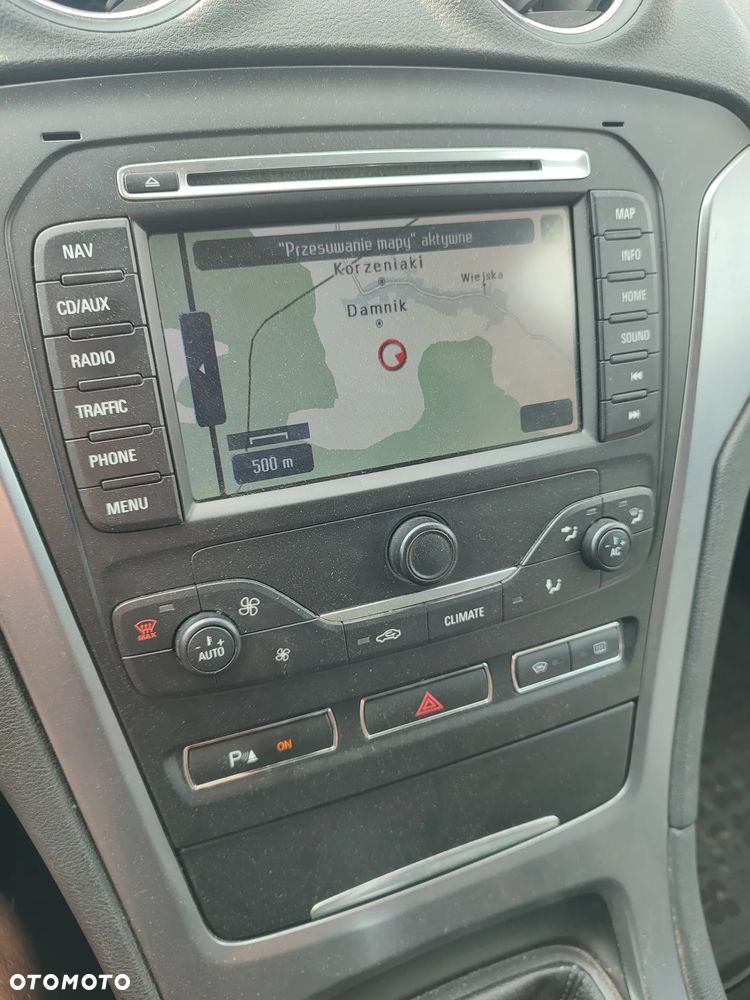 NAV
CD/AUX
RADIO
TRAFFIC
PHONE
MENU
"Przesuwanie mapy" aktywne
Korzeniaki
Wiejska
Damnik
500 m
MAP
INFO
HOME
SOUND
MAX
AUTO
CLIMATE
AC
P
ON
OTOMOTO